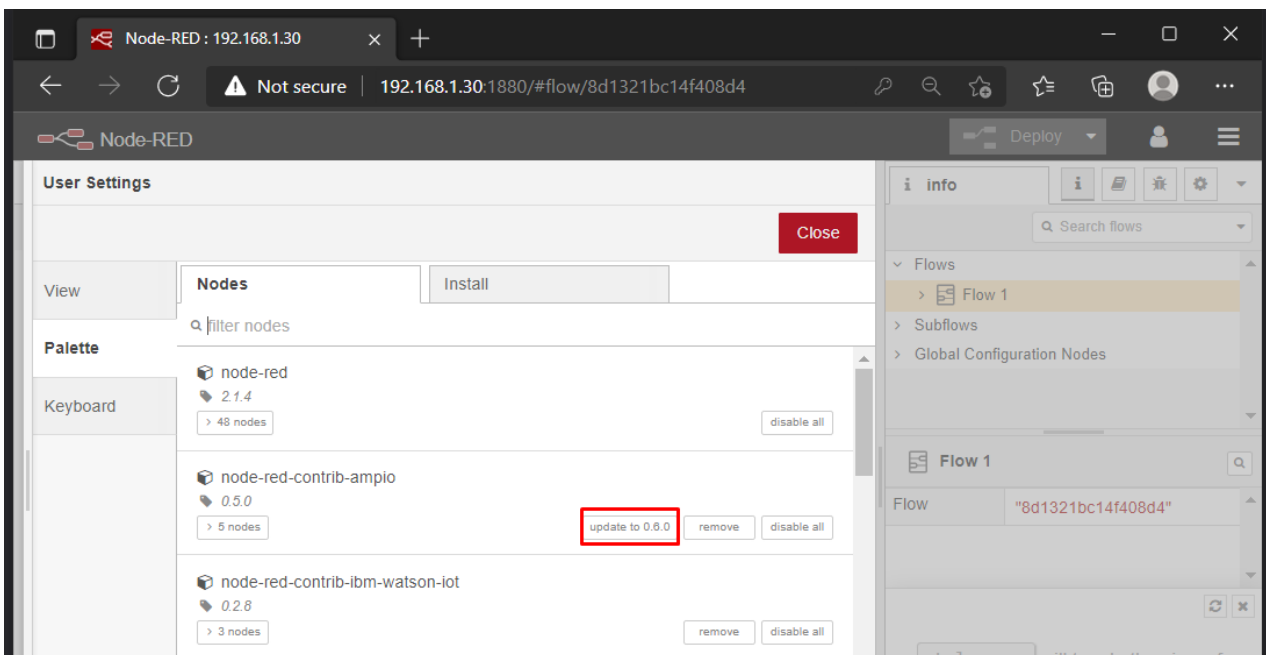 Node-RED : 192.168.1.30
Not secure 192.168.1.30:1880/#flow/8d1321bc14f408d4
Node-RED
Deploy
User Settings
Close
View
Palette
Keyboard
Nodes
Install
filter nodes
node-red
2.1.4
> 48 nodes
disable all
node-red-contrib-ampio
0.5.0
> 5 nodes
update to 0.6.0
remove
disable all
node-red-contrib-ibm-watson-iot
0.2.8
> 3 nodes
remove
disable all
i info
i
Search flows
Flows
Flow 1
Subflows
Global Configuration Nodes
Flow 1
Flow "8d1321bc14f408d4"